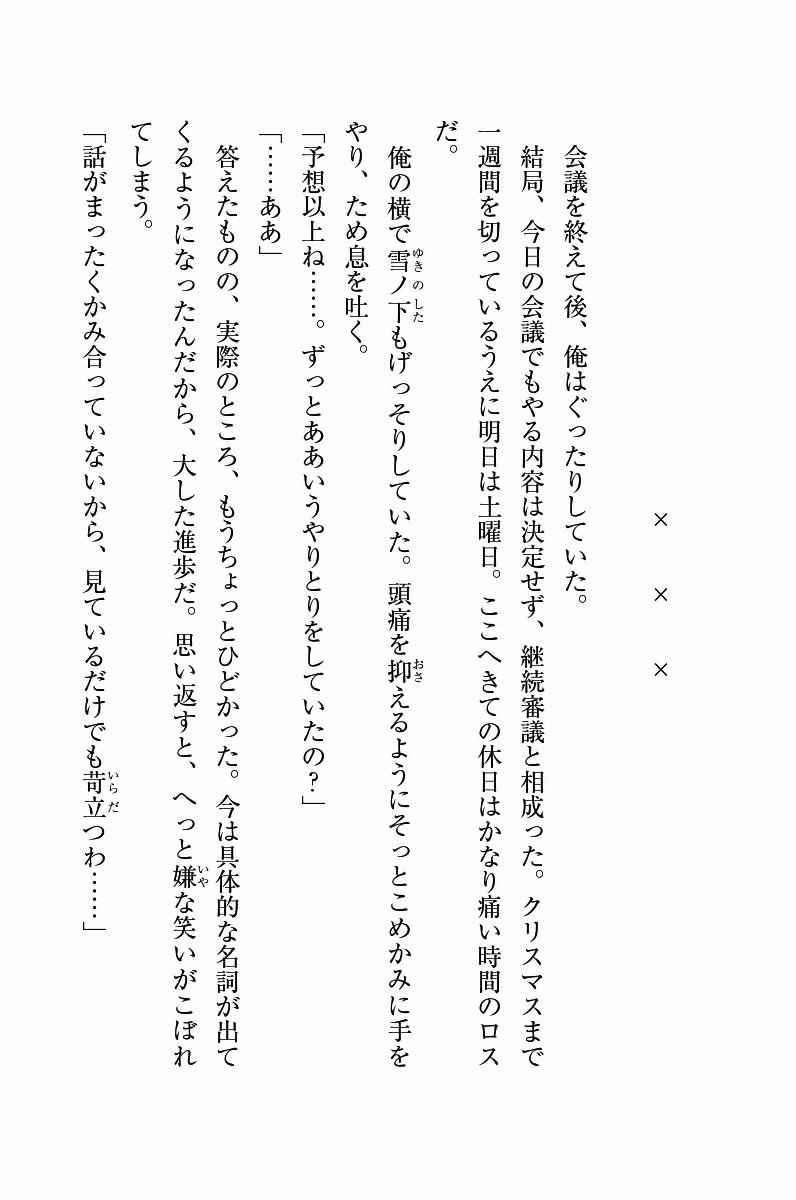 × × ×
会議を終えて後、俺はぐったりしていた。
結局、今日の会議でもやる内容は決定せず、継続審議と相成った。クリスマスまで
一週間を切っているうえに明日は土曜日。ここへきての休日はかなり痛い時間のロス
だ。
俺の横で雪ノ下もげっそりしていた。頭痛を抑えるようにそっとこめかみに手を
やり、ため息を吐く。
「予想以上ね……。ずっとああいうやりとりをしていたの?」
「……ああ」
答えたものの、実際のところ、もうちょっとひどかった。今は具体的な名詞が出て
くるようになったんだから、大した進歩だ。思い返すと、へっと嫌な笑いがこぼれ
てしまう。
「話がまったくかみ合っていないから、見ているだけでも苛立つわ……」